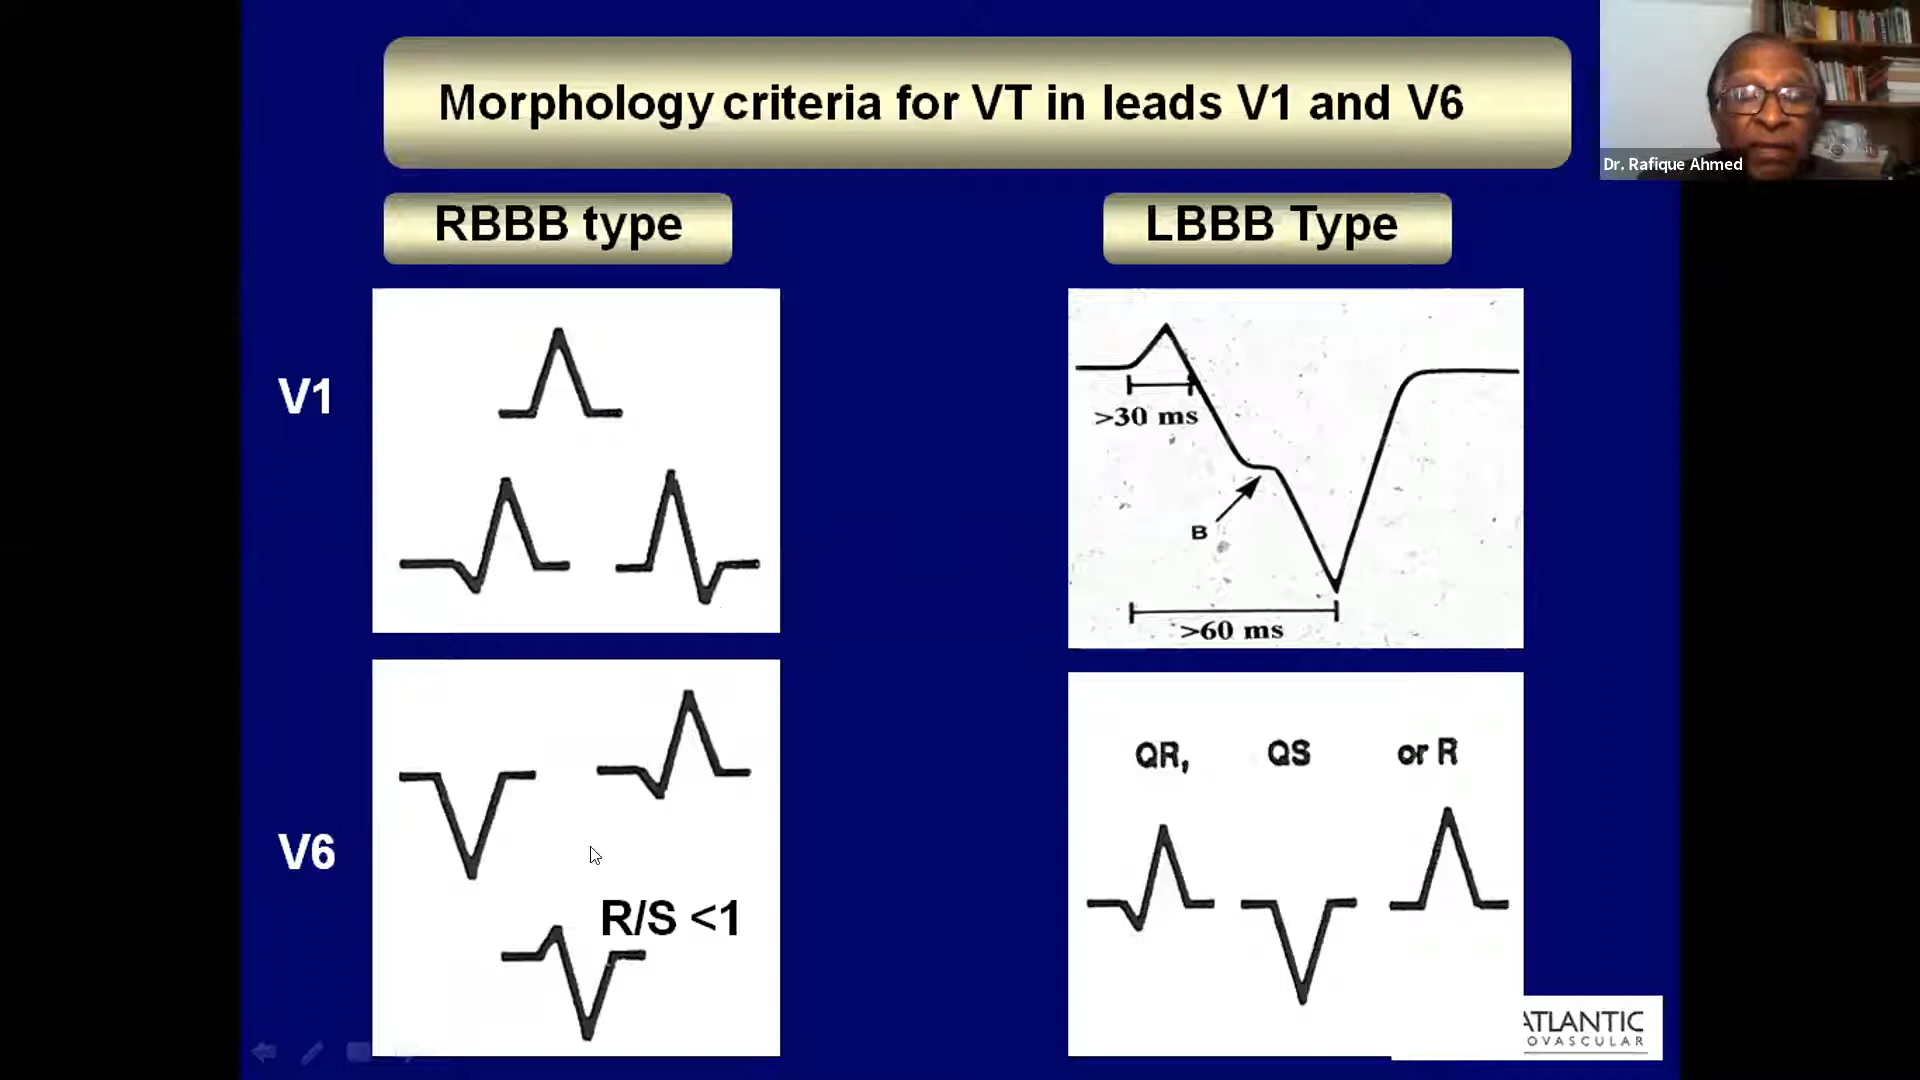 Morphology criteria for VT in leads V1 and V6
Dr. Rafique Ahmed
RBBB type
LBBB Type
V1
>30 ms
B
>60 ms
V6
R/S <1
QR, QS or R
ATLANTIC
OVASCULAR